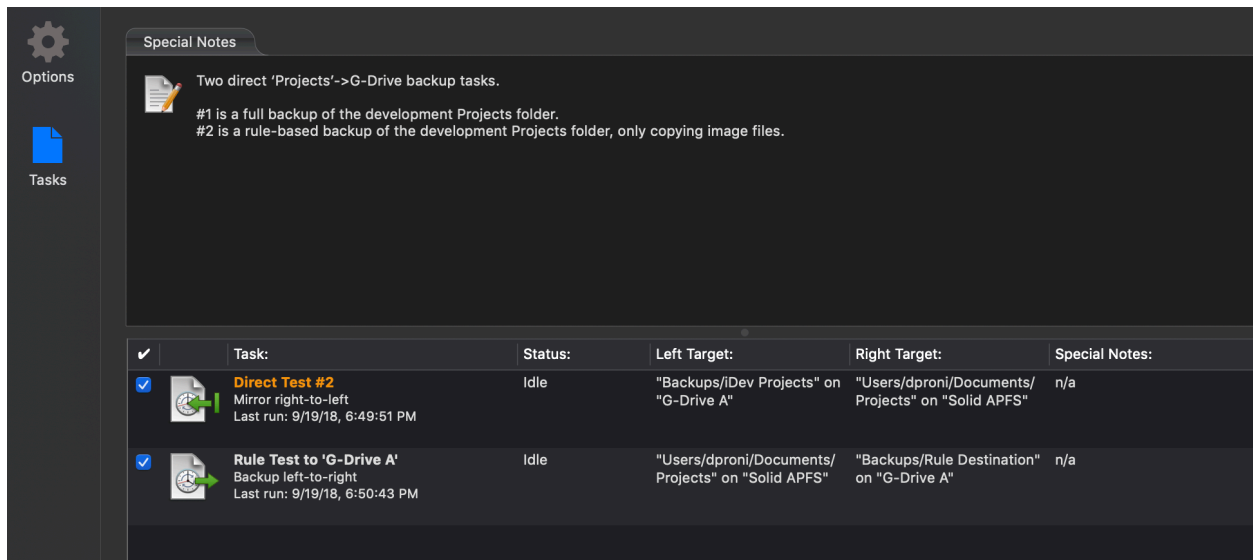 Options
Tasks
Special Notes
Two direct ‘Projects’->G-Drive backup tasks.
#1 is a full backup of the development Projects folder.
#2 is a rule-based backup of the development Projects folder, only copying image files.
✔ Task: Status: Left Target: Right Target: Special Notes:
Direct Test #2 Idle "Backups/iDev Projects" on "Users/dproni/Documents/ n/a
Mirror right-to-left "G-Drive A" Projects" on "Solid APFS"
Last run: 9/19/18, 6:49:51 PM
Rule Test to 'G-Drive A' Idle "Users/dproni/Documents/ "Backups/Rule Destination" n/a
Backup left-to-right Projects" on "Solid APFS" on "G-Drive A"
Last run: 9/19/18, 6:50:43 PM